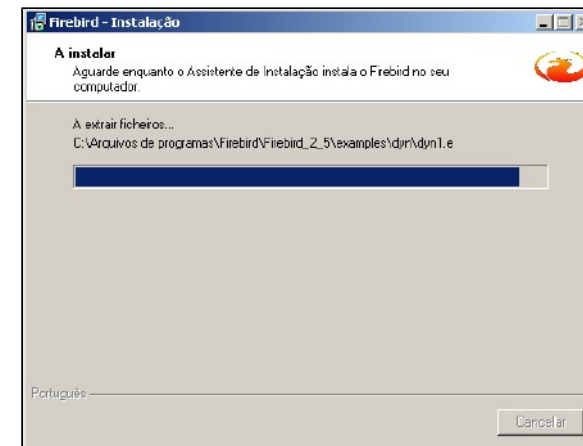 Firebird - Instalação
A instalar
Aguarde enquanto o Assistente de Instalação instala o Firebird no seu
computador.
A extrair ficheiros...
C:\Arquivos de programas\Firebird\Firebird_2_5\examples\dyn\dyn1.e
Português
Cancelar